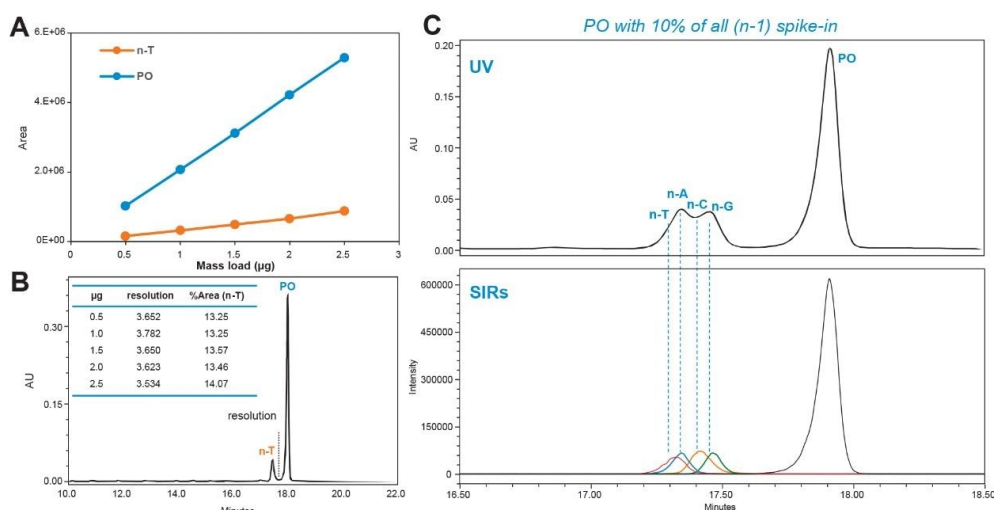 A
6.E+06
4.E+06
2.0E+06
0E+00
Area
n-T
PO
0
0.5
1
1.5
2
2.5
3
Mass load (µg)
B
µg resolution %Area (n-T)
0.5 3.652 13.25
1.0 3.782 13.25
1.5 3.650 13.57
2.0 3.623 13.46
2.5 3.534 14.07
PO
resolution
n-T
AU
0.30
0.15
0.00
10.0 12.0 14.0 16.0 18.0 20.0 22.0
Minutes
C
PO with 10% of all (n-1) spike-in
UV
PO
n-A
n-T
n-C
n-G
AU
0.20
0.15
0.10
0.05
0.00
SIRs
Intensity
600000
450000
300000
150000
0
16.50 17.00 17.50 18.00 18.50
Minutes